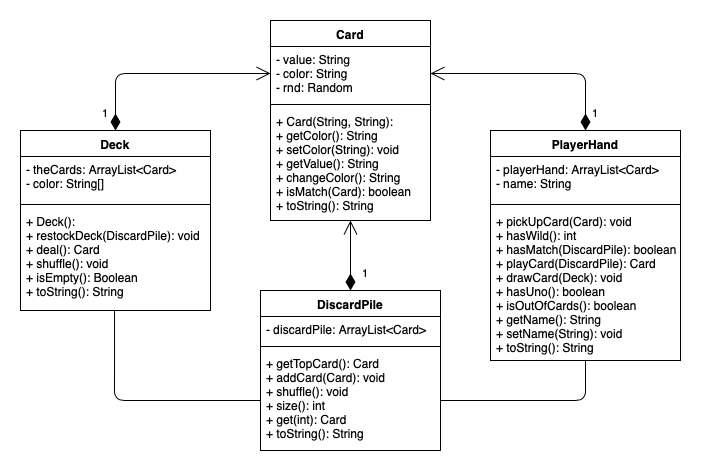 Card
- value: String
- color: String
- rnd: Random
+ Card(String, String):
+ getColor(): String
+ setColor(String): void
+ getValue(): String
+ changeColor(): String
+ isMatch(Card): boolean
+ toString(): String
1
Deck
- theCards: ArrayList<Card>
- color: String[]
+ Deck():
+ restockDeck(DiscardPile): void
+ deal(): Card
+ shuffle(): void
+ isEmpty(): Boolean
+ toString(): String
1
PlayerHand
- playerHand: ArrayList<Card>
- name: String
+ pickUpCard(Card): void
+ hasWild(): int
+ hasMatch(DiscardPile): boolean
+ playCard(DiscardPile): Card
+ drawCard(Deck): void
+ hasUno(): boolean
+ isOutOfCards(): boolean
+ getName(): String
+ setName(String): void
+ toString(): String
1
DiscardPile
- discardPile: ArrayList<Card>
+ getTopCard(): Card
+ addCard(Card): void
+ shuffle(): void
+ size(): int
+ get(int): Card
+ toString(): String